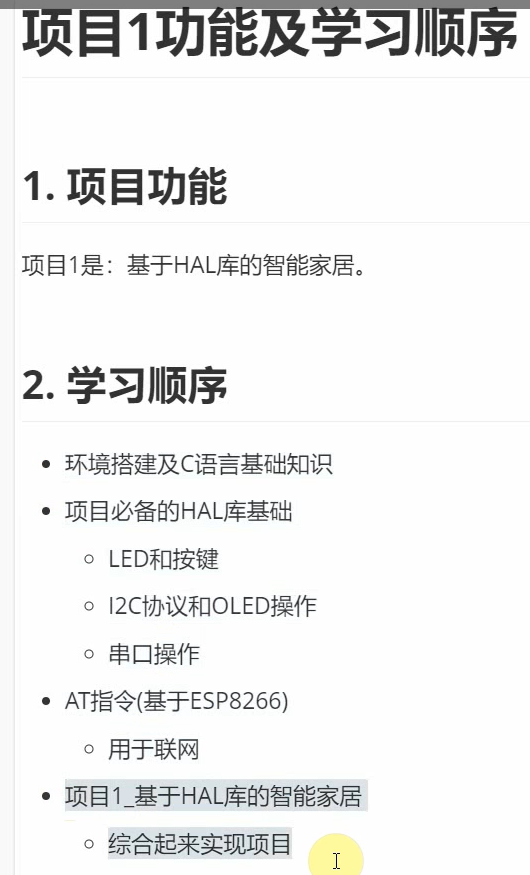 项目1功能及学习顺序
1. 项目功能
项目1是：基于HAL库的智能家居。
2. 学习顺序
环境搭建及C语言基础知识
项目必备的HAL库基础
LED和按键
I2C协议和OLED操作
串口操作
AT指令(基于ESP8266)
用于联网
项目1_基于HAL库的智能家居
综合起来实现项目